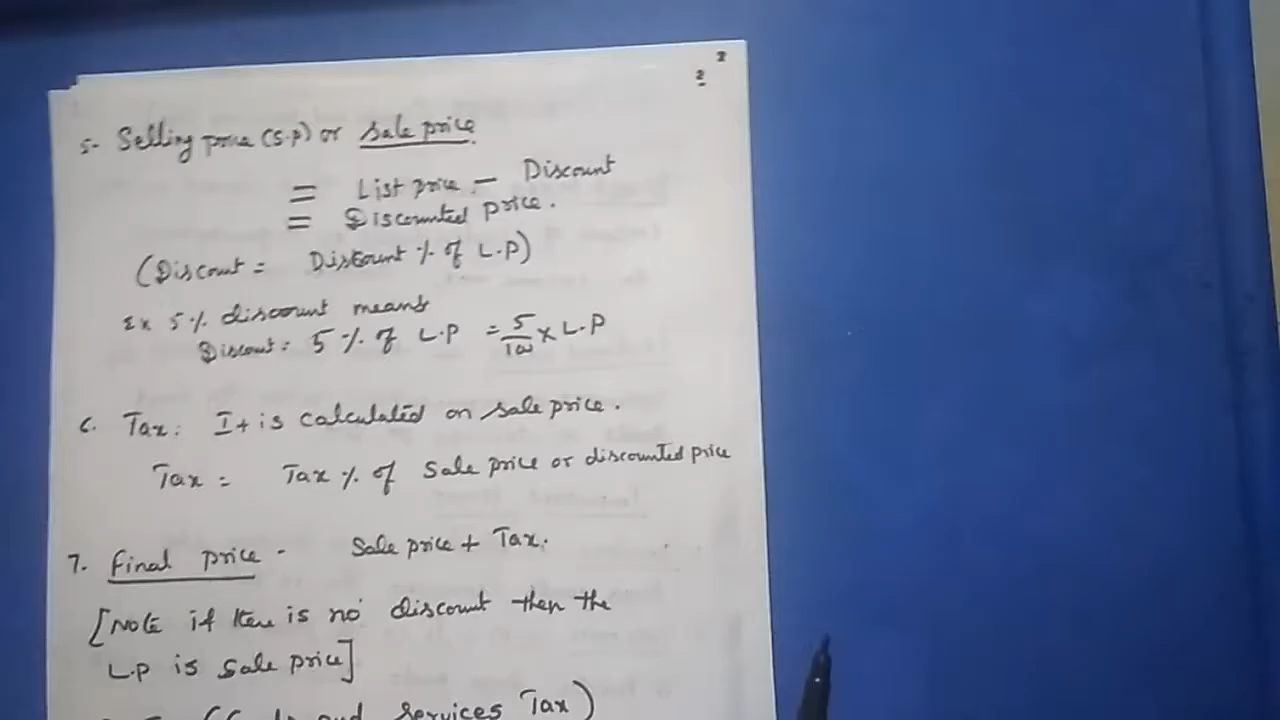 2
2
5- Selling price (S.P) or Sale price.
= List price - Discount
= Discounted price.
(Discount = Discount % of L.P)
Ex 5% discount means
Discount = 5 % of L.P = 5/100 x L.P
6. Tax: It is calculated on sale price.
Tax = Tax % of Sale price or discounted price
7. Final price - Sale price + Tax.
[Note if there is no discount then the
L.P is Sale price]
and Services Tax)